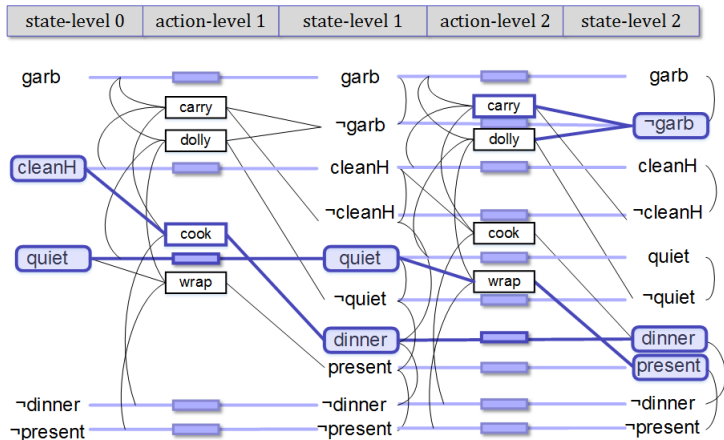 state-level 0 action-level 1 state-level 1 action-level 2 state-level 2
garb garb garb
carry carry
¬garb ¬garb
dolly dolly
cleanH cleanH cleanH
¬cleanH ¬cleanH
cook cook
quiet quiet quiet
wrap wrap
¬quiet ¬quiet
dinner dinner
present present
¬dinner ¬dinner ¬dinner
¬present ¬present ¬present